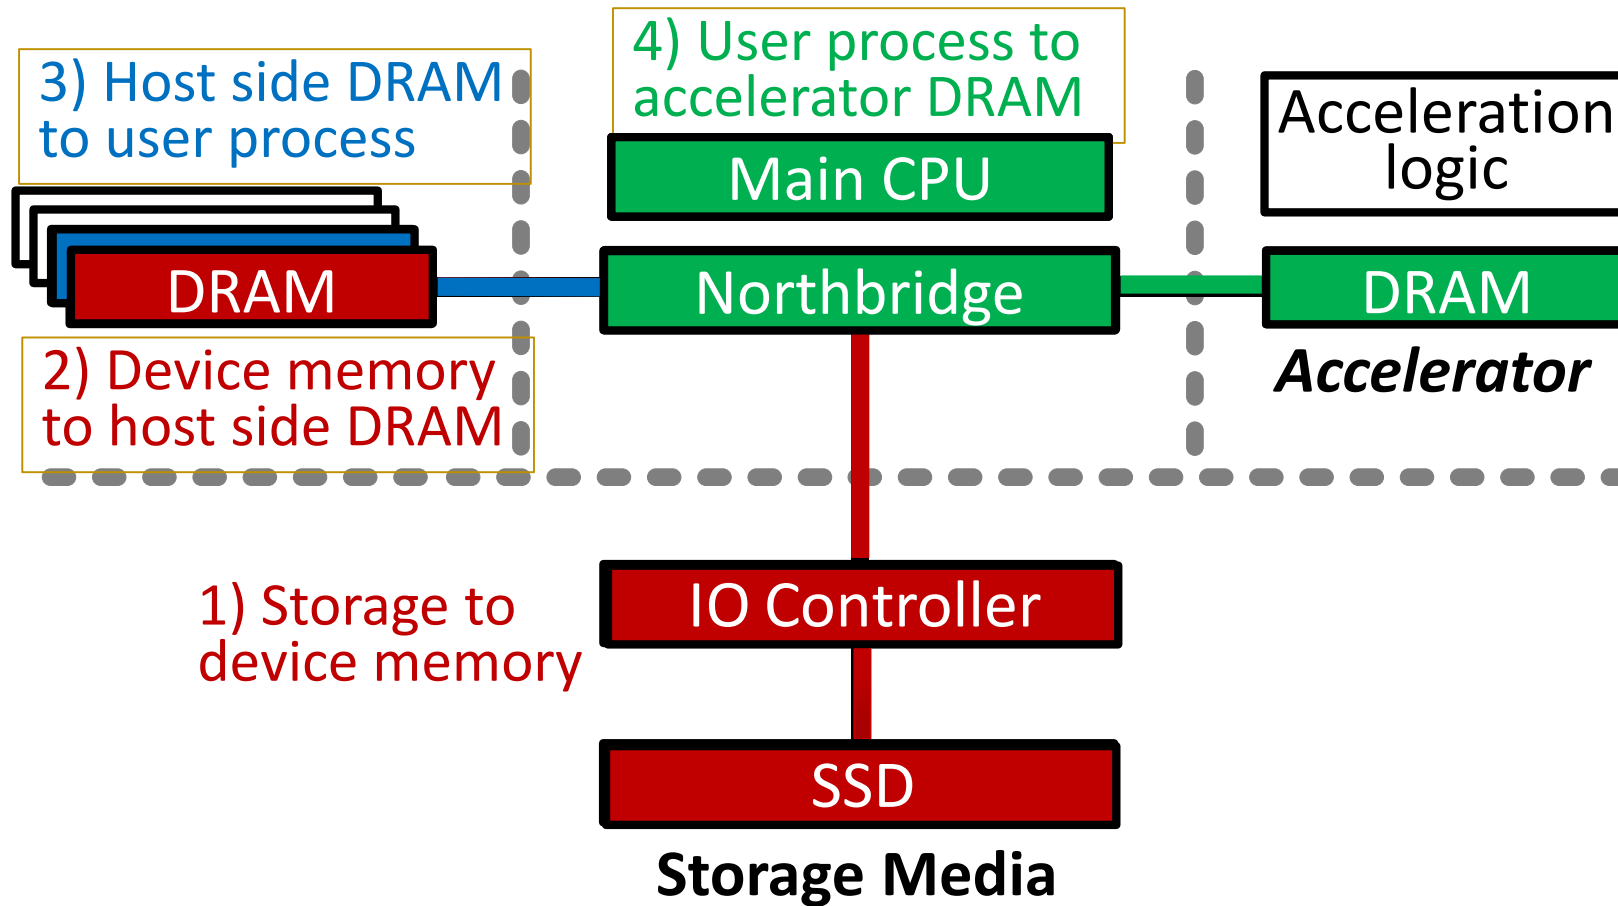 3) Host side DRAM
to user process
4) User process to
accelerator DRAM
Acceleration
logic
Main CPU
DRAM
Northbridge
DRAM
2) Device memory
to host side DRAM
Accelerator
1) Storage to
device memory
IO Controller
SSD
Storage Media